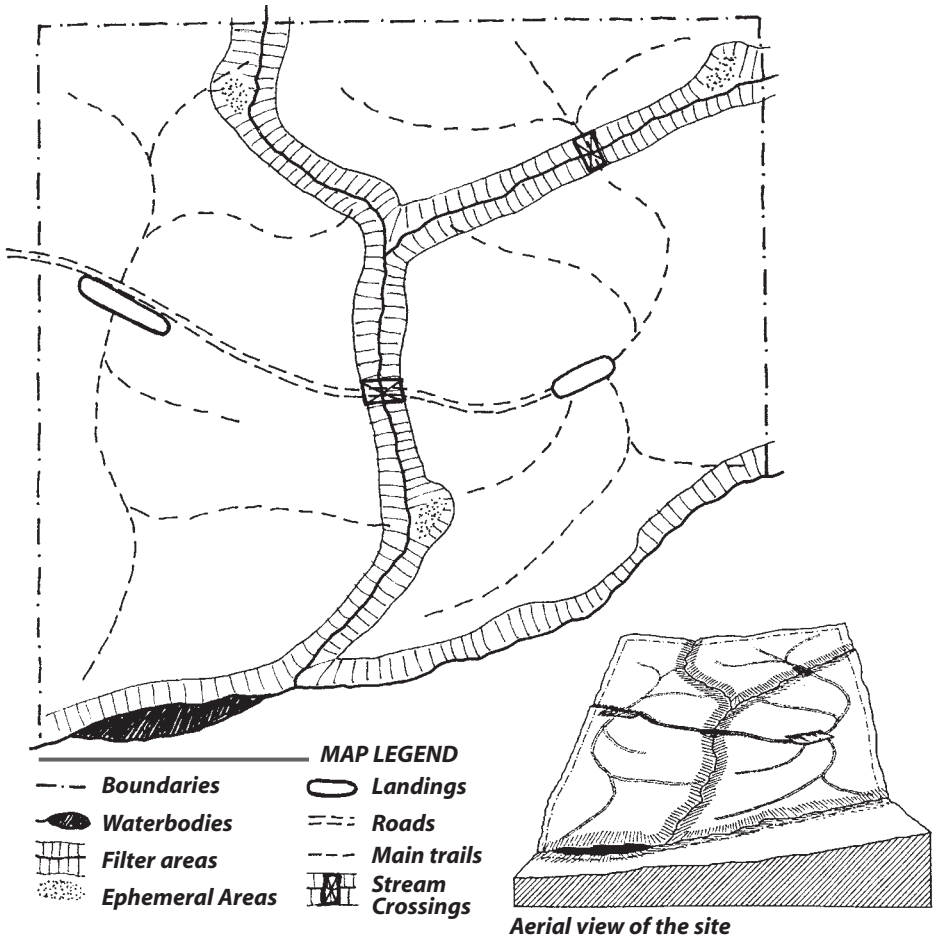 MAP LEGEND
Boundaries
Landings
Waterbodies
Roads
Filter areas
Main trails
Ephemeral Areas
Stream
Crossings
Aerial view of the site